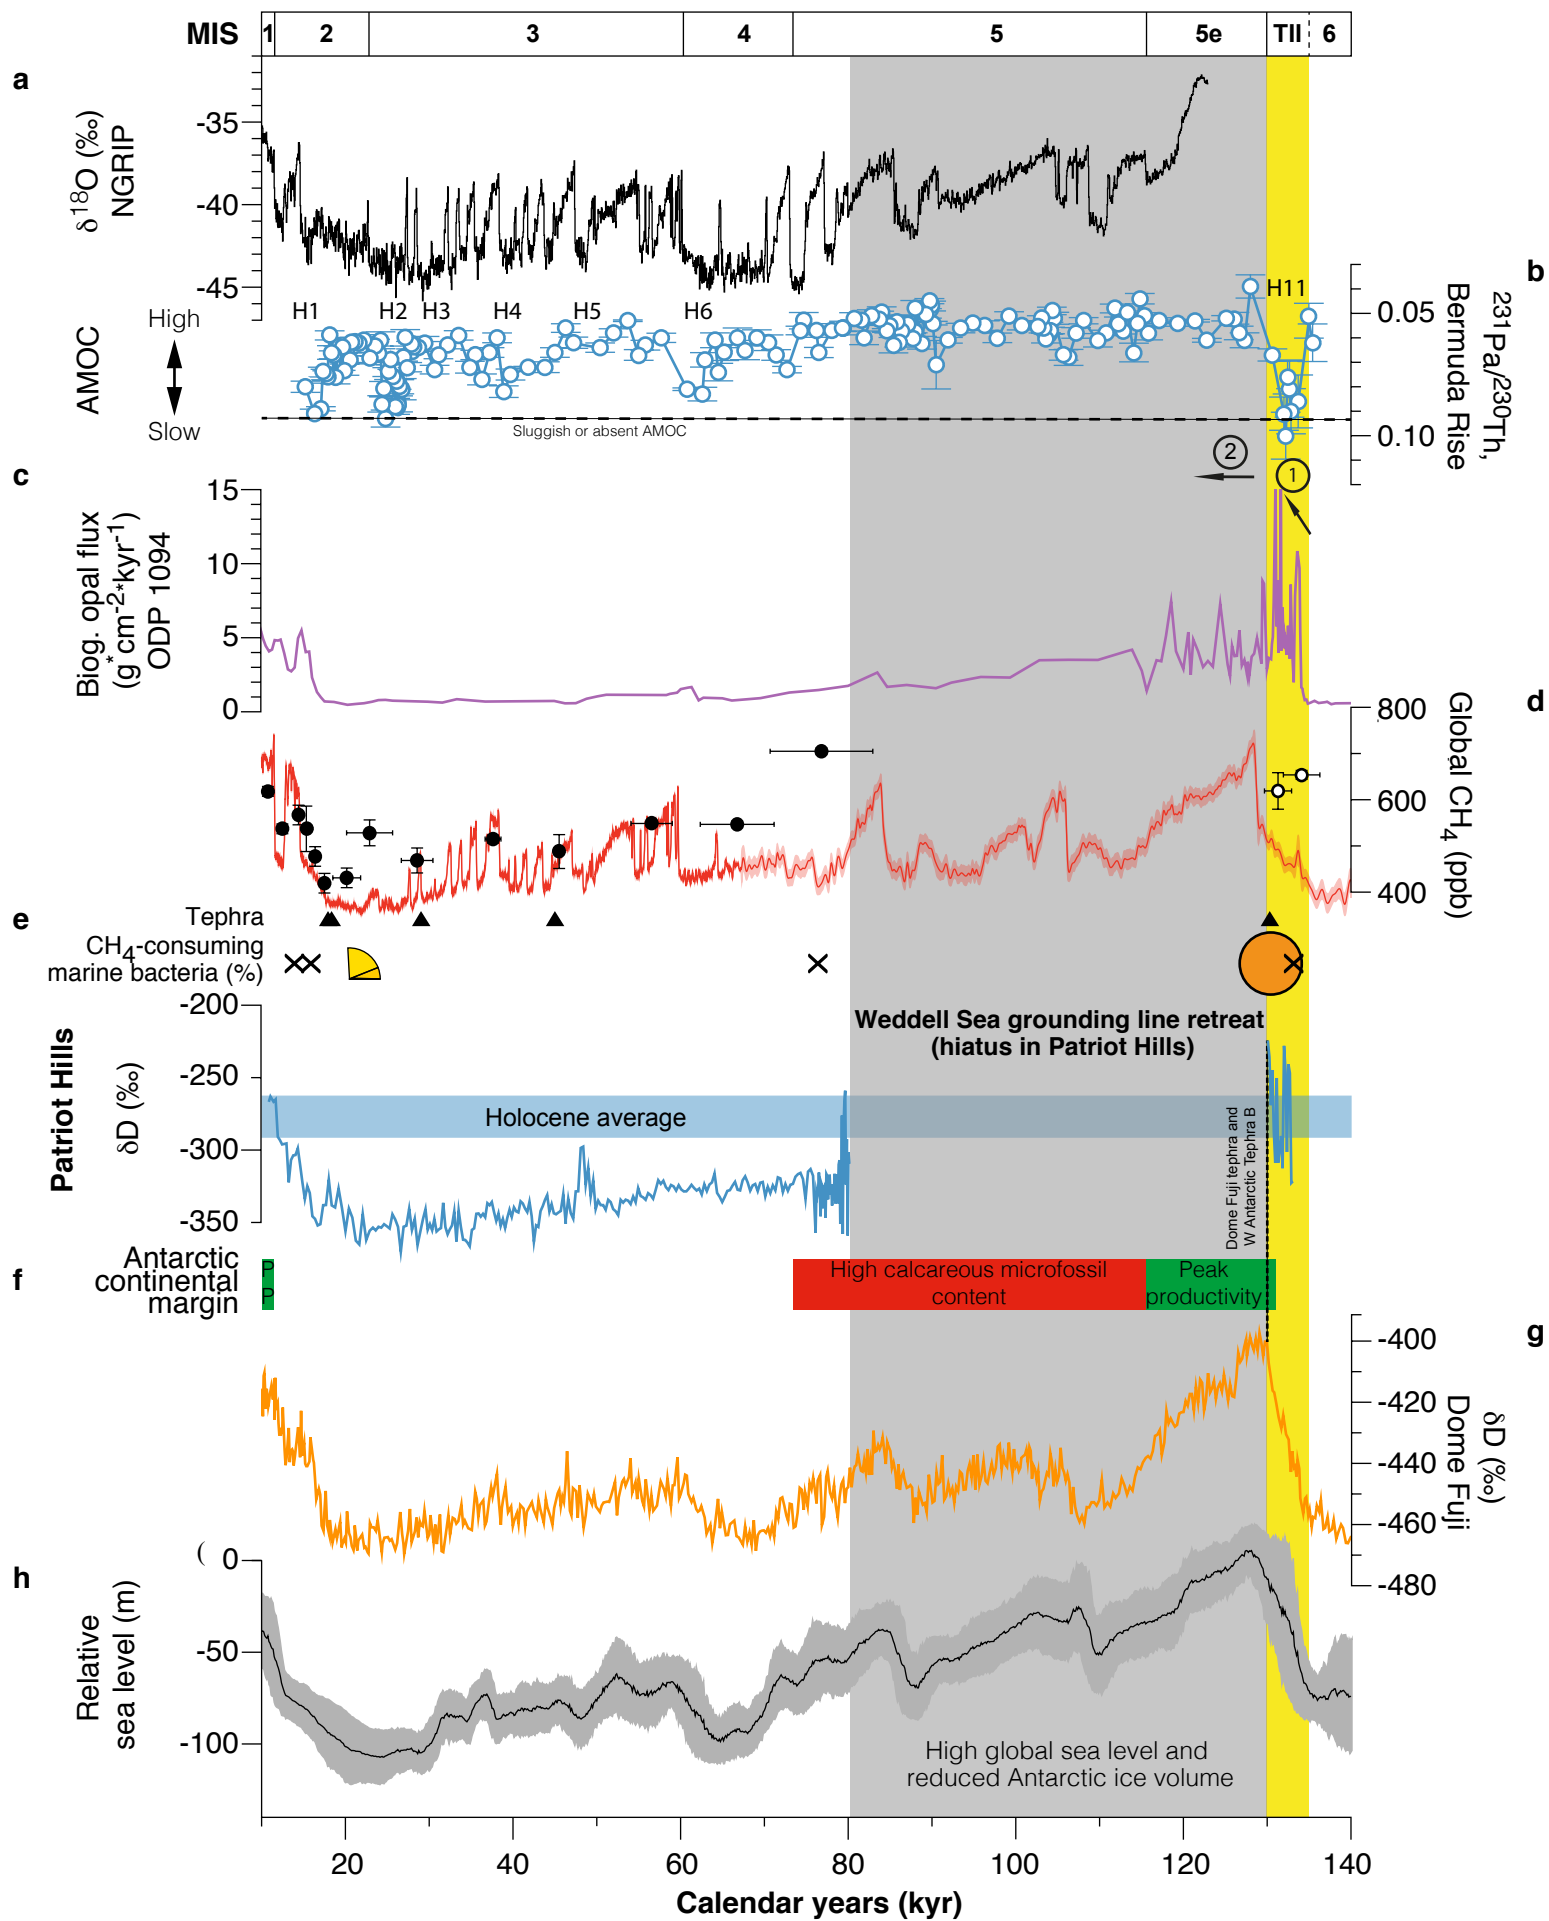 MIS 1 2 3 4 5 5e TII 6
a
-35
-40
-45
δ18O (‰)
NGRIP
b
H1 H2 H3 H4 H5 H6 H11
High
AMOC
Slow
Sluggish or absent AMOC
0.05
0.10
231Pa/230Th,
Bermuda Rise
2
1
c
15
10
5
0
Biog. opal flux
(g*cm-2*kyr-1)
ODP 1094
d
800
600
400
Global CH4 (ppb)
e
Tephra
CH4-consuming
marine bacteria (%)
-200
-250
-300
-350
Patriot Hills
δD (‰)
Weddell Sea grounding line retreat
(hiatus in Patriot Hills)
Holocene average
Dome Fuji tephra and
W Antarctic Tephra B
f
Antarctic
continental
margin
P
P
High calcareous microfossil
content
Peak
productivity
g
-400
-420
-440
-460
-480
δD (‰)
Dome Fuji
h
(
0
-50
-100
Relative
sea level (m)
High global sea level and
reduced Antarctic ice volume
20 40 60 80 100 120 140
Calendar years (kyr)